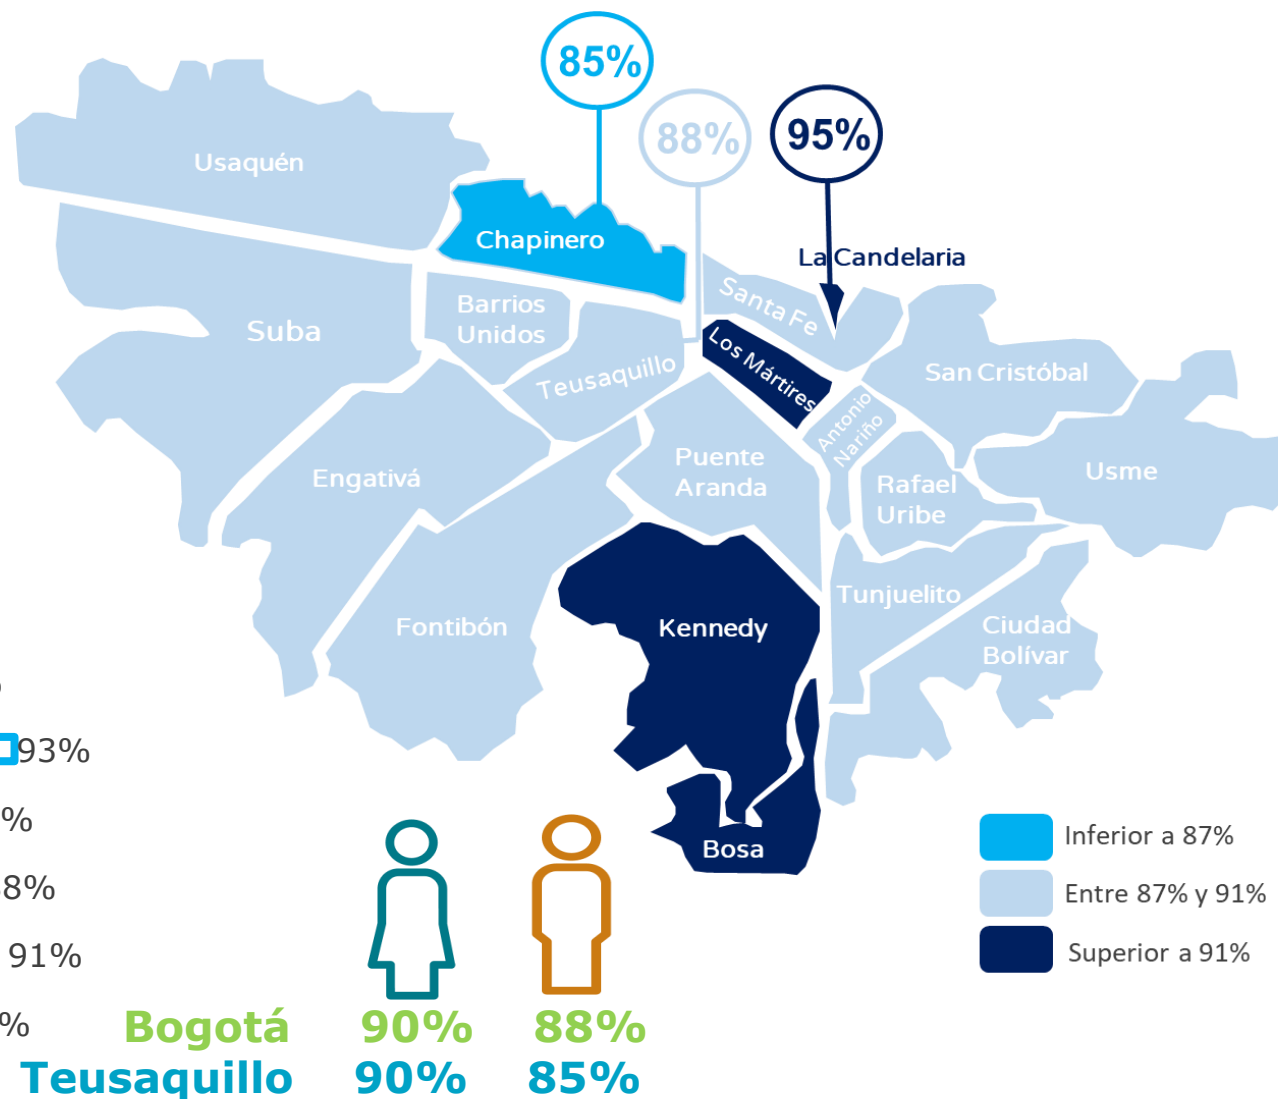 85%
88%
95%
Usaquén
Chapinero
La Candelaria
Santa Fe
Barrios
Unidos
Suba
Los Mártires
Teusaquillo
San Cristóbal
Antonio
Nariño
Puente
Aranda
Engativá
Rafael
Uribe
Usme
Tunjuelito
Fontibón
Kennedy
Ciudad
Bolívar
93%
%
8%
91%
%
Bosa
Inferior a 87%
Entre 87% y 91%
Superior a 91%
Bogotá 90% 88%
Teusaquillo 90% 85%